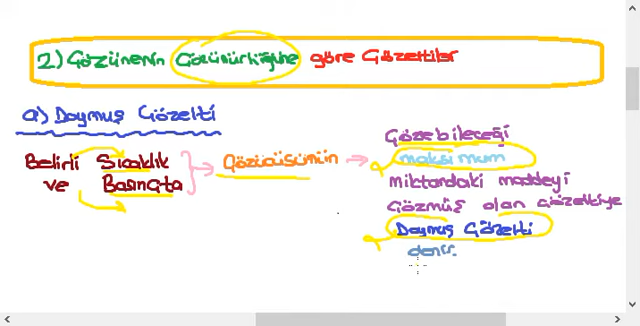 2) Çözünenin Çözünürlüğüne göre Çözeltiler
a) Doymuş Çözelti
Belirli Sıcaklık
ve Basınçta
Çözücüsünün
Çözebileceği
maksimum
miktardaki maddeyi
Çözmüş olan çözeltiye
Doymuş Çözelti
denir.